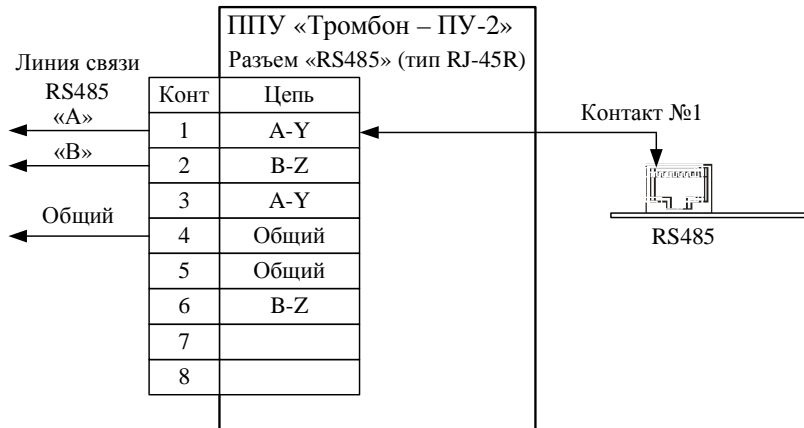 ППУ «Тромбон – ПУ-2»
Разъем «RS485» (тип RJ-45R)
Линия связи
RS485
«А»
«В»
Общий
Конт Цепь
1 A-Y
2 B-Z
3 A-Y
4 Общий
5 Общий
6 B-Z
7
8
Контакт №1
RS485